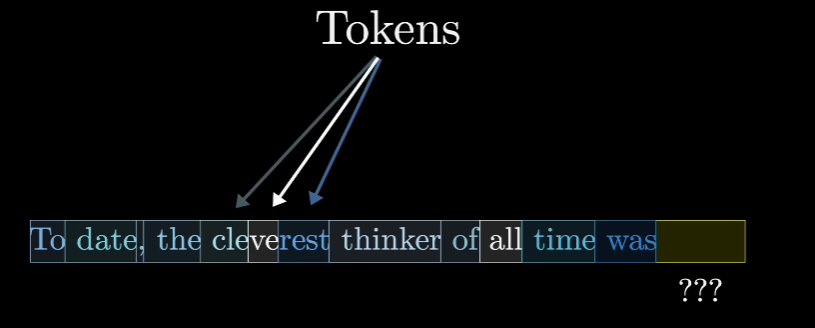 Tokens
To date, the cleverest thinker of all time was
???